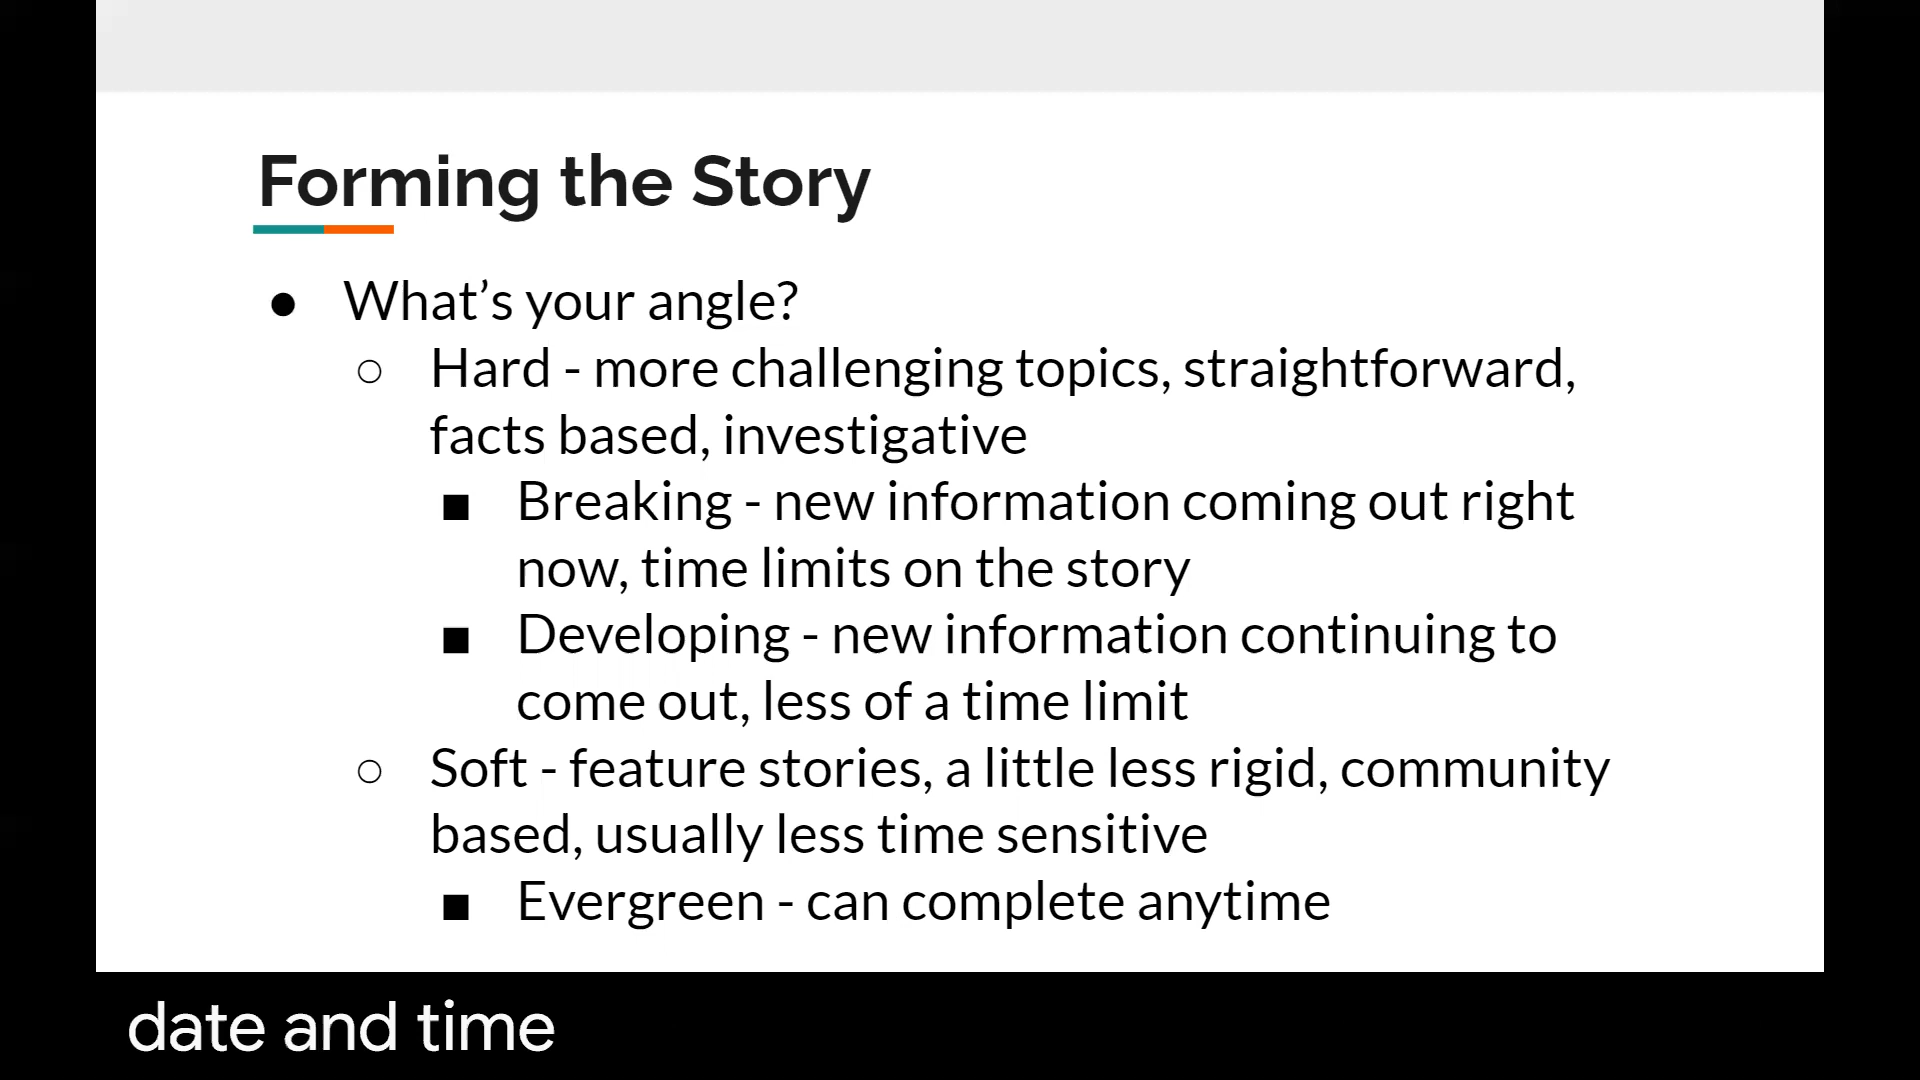 Forming the Story
● What’s your angle?
○ Hard - more challenging topics, straightforward,
facts based, investigative
■ Breaking - new information coming out right
now, time limits on the story
■ Developing - new information continuing to
come out, less of a time limit
○ Soft - feature stories, a little less rigid, community
based, usually less time sensitive
■ Evergreen - can complete anytime
date and time